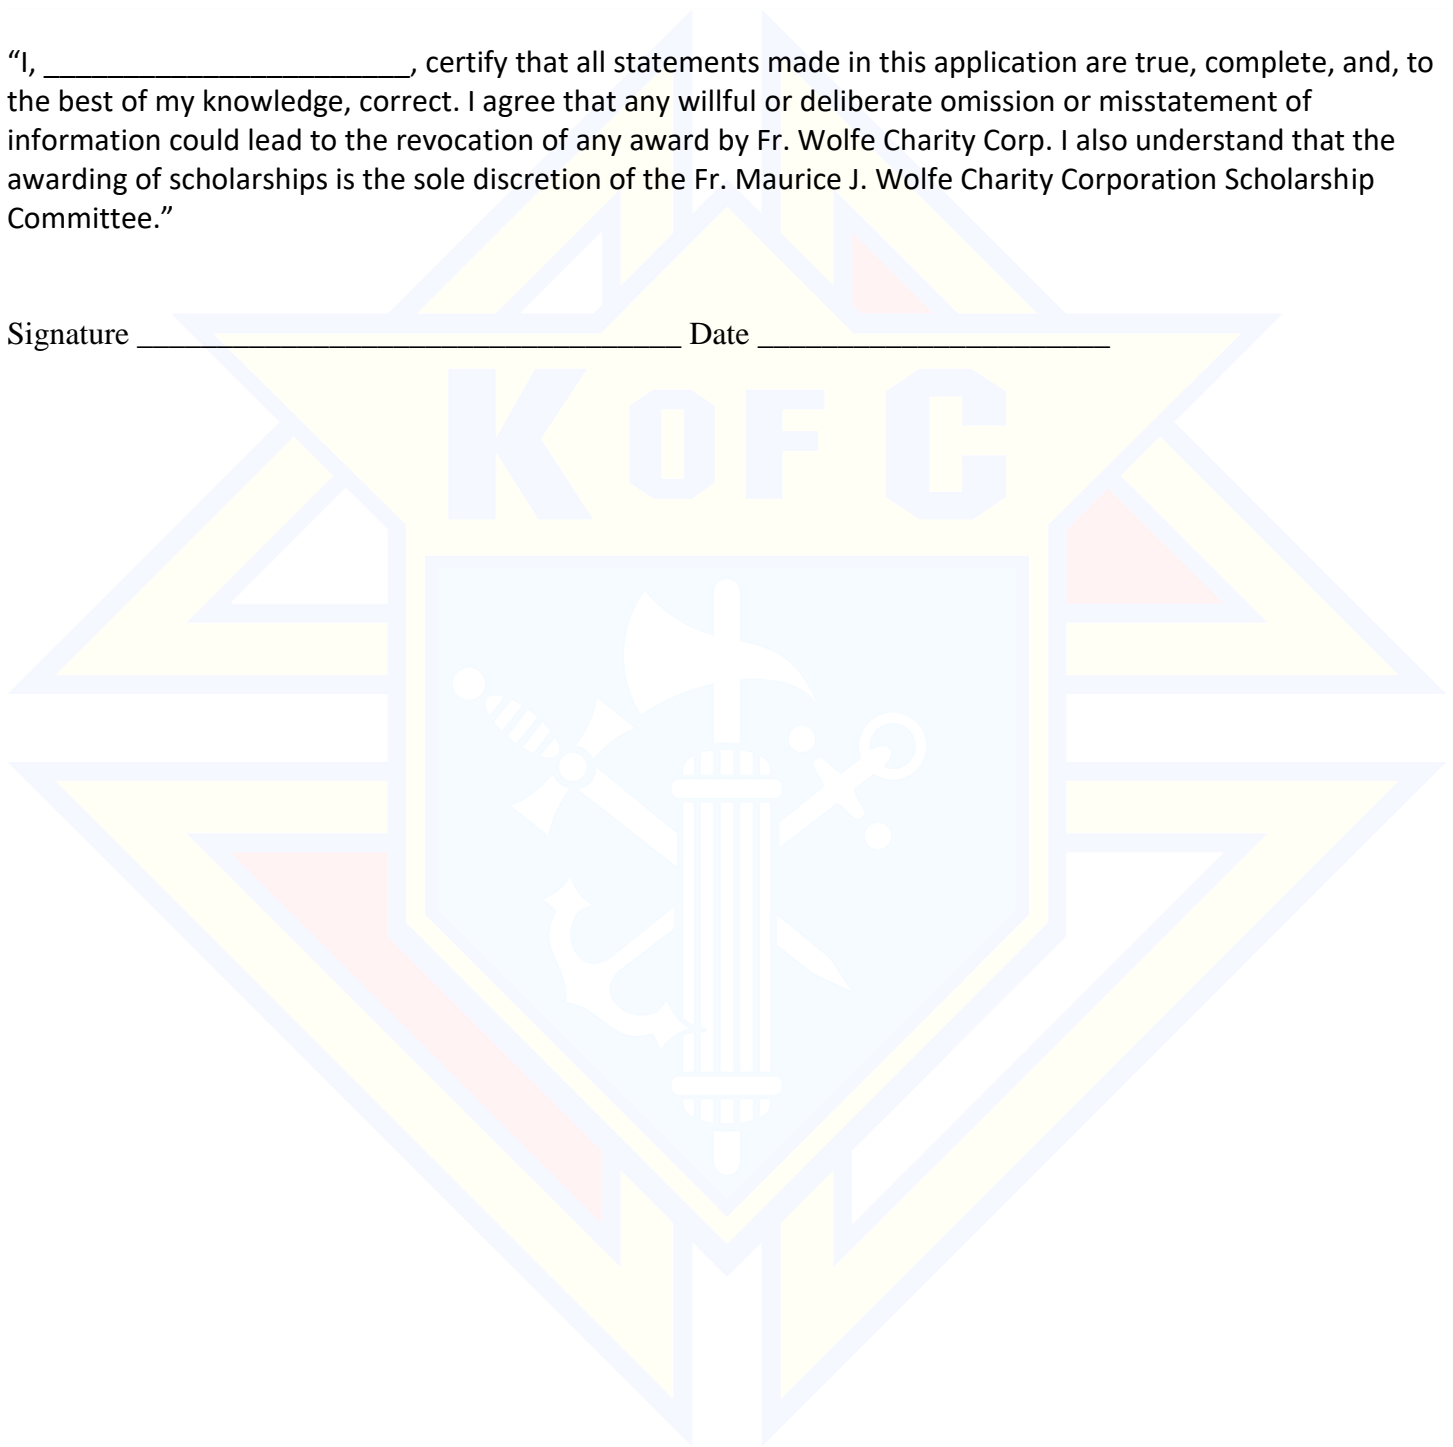 “I, _______________________, certify that all statements made in this application are true, complete, and, to
the best of my knowledge, correct. I agree that any willful or deliberate omission or misstatement of
information could lead to the revocation of any award by Fr. Wolfe Charity Corp. I also understand that the
awarding of scholarships is the sole discretion of the Fr. Maurice J. Wolfe Charity Corporation Scholarship
Committee.”
Signature __________________________________ Date ______________________
K OF C